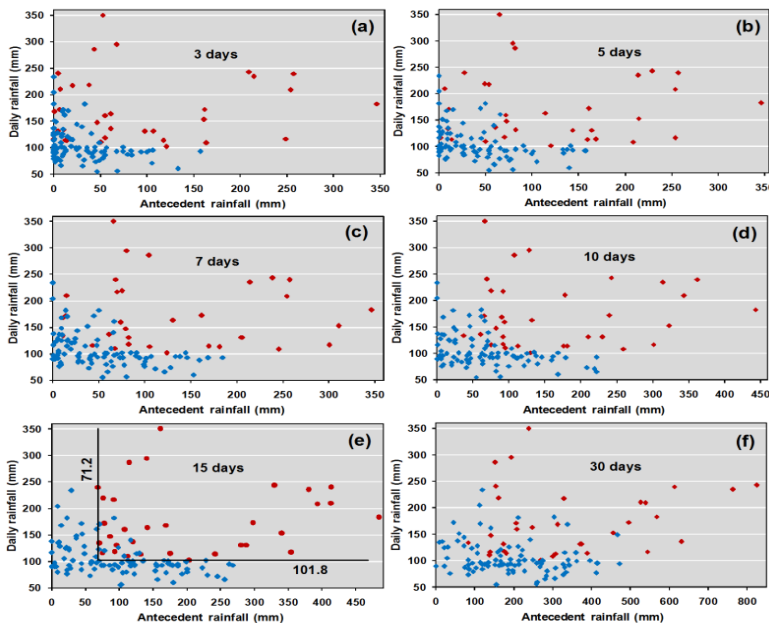 (a)
3 days
Daily rainfall (mm)
350
300
250
200
150
100
50
0 50 100 150 200 250 300 350
Antecedent rainfall (mm)
(b)
5 days
Daily rainfall (mm)
350
300
250
200
150
100
50
0 50 100 150 200 250 300 350
Antecedent rainfall (mm)
(c)
7 days
Daily rainfall (mm)
350
300
250
200
150
100
50
0 50 100 150 200 250 300 350
Antecedent rainfall (mm)
(d)
10 days
Daily rainfall (mm)
350
300
250
200
150
100
50
0 50 100 150 200 250 300 350 400 450
Antecedent rainfall (mm)
(e)
15 days
71.2
101.8
Daily rainfall (mm)
350
300
250
200
150
100
50
0 50 100 150 200 250 300 350 400 450
Antecedent rainfall (mm)
(f)
30 days
Daily rainfall (mm)
350
300
250
200
150
100
50
0 100 200 300 400 500 600 700 800
Antecedent rainfall (mm)